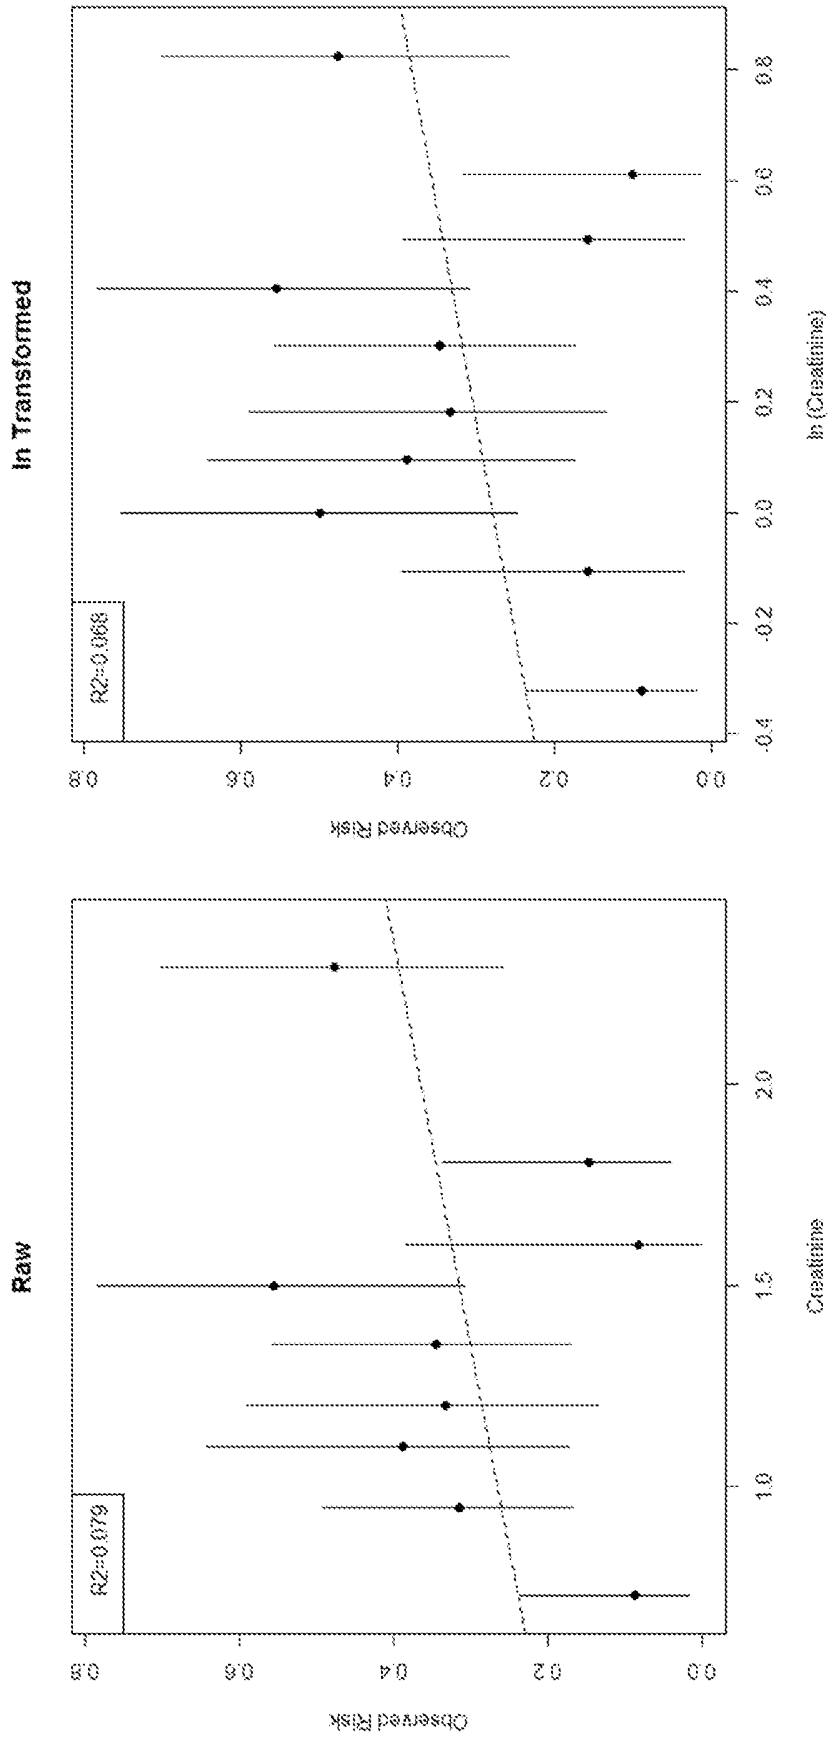 Raw
R2=0.079
Observed Risk
0.8
0.6
0.4
0.2
0.0
1.0
1.5
2.0
Creatinine
ln Transformed
R2=0.068
Observed Risk
0.8
0.6
0.4
0.2
0.0
-0.4
-0.2
0.0
0.2
0.4
0.6
0.8
ln (Creatinine)